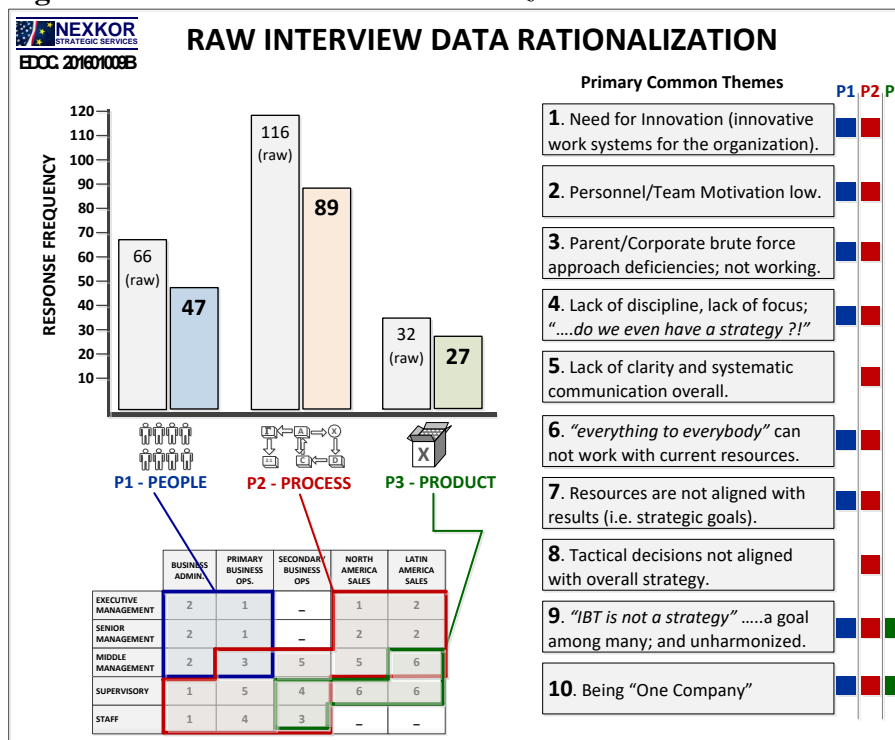 NEXKOR
STRATEGIC SERVICES
EDOC. 201601009B
RAW INTERVIEW DATA RATIONALIZATION
RESPONSE FREQUENCY
120
110
100
90
80
70
60
50
40
30
20
10
66
(raw)
47
116
(raw)
89
32
(raw)
27
A
X
C
D
X
P1 - PEOPLE
P2 - PROCESS
P3 - PRODUCT
BUSINESS ADMIN.
PRIMARY BUSINESS OPS.
SECONDARY BUSINESS OPS
NORTH AMERICA SALES
LATIN AMERICA SALES
EXECUTIVE MANAGEMENT 2 1 – 1 2
SENIOR MANAGEMENT 2 1 – 2 2
MIDDLE MANAGEMENT 2 3 5 5 6
SUPERVISORY 1 5 4 6 6
STAFF 1 4 3 – –
Primary Common Themes
P1 P2 P
1. Need for Innovation (innovative
work systems for the organization).
2. Personnel/Team Motivation low.
3. Parent/Corporate brute force
approach deficiencies; not working.
4. Lack of discipline, lack of focus;
“....do we even have a strategy ?!”
5. Lack of clarity and systematic
communication overall.
6. “everything to everybody” can
not work with current resources.
7. Resources are not aligned with
results (i.e. strategic goals).
8. Tactical decisions not aligned
with overall strategy.
9. “IBT is not a strategy” .....a goal
among many; and unharmonized.
10. Being “One Company”